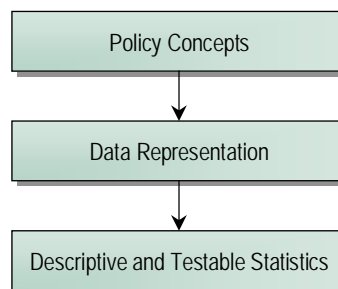 Policy Concepts
Data Representation
Descriptive and Testable Statistics